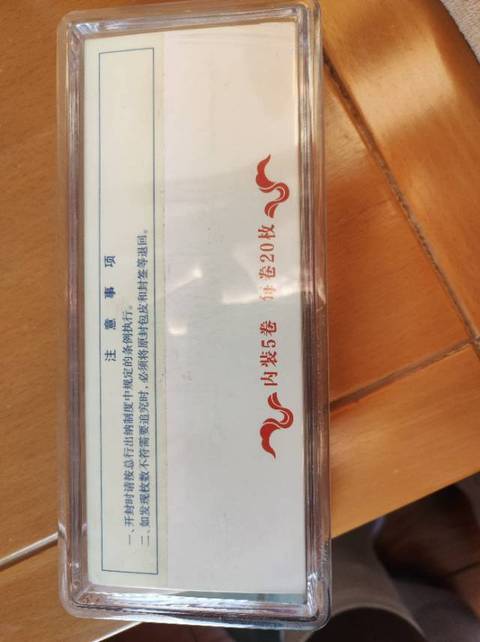 注意事项
一、开封时请按总行出纳制度中规定的条例执行。
二、如发现枚数不符需要追究时，必须将原封包皮和封签等退回。
内装5卷 每卷20枚